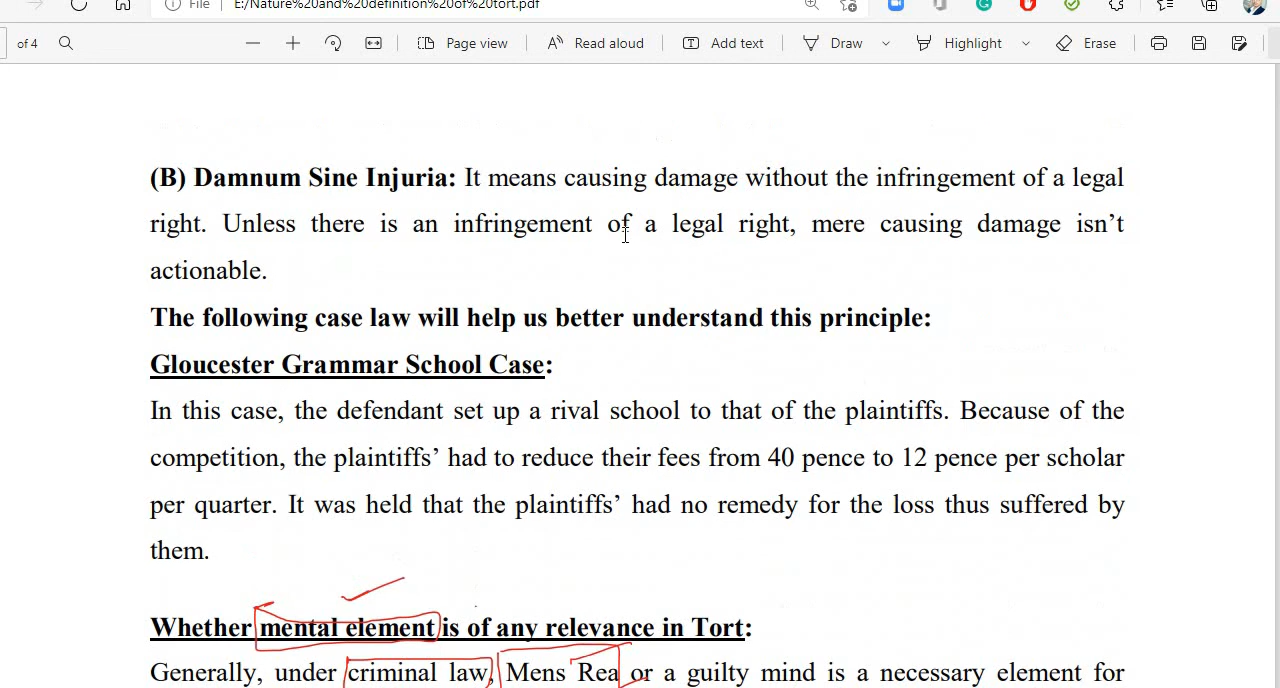 File E:/Nature%20and%20definition%20of%20tort.pdf
of 4 Page view Read aloud Add text Draw Highlight Erase
(B) Damnum Sine Injuria: It means causing damage without the infringement of a legal
right. Unless there is an infringement of a legal right, mere causing damage isn’t
actionable.
The following case law will help us better understand this principle:
Gloucester Grammar School Case:
In this case, the defendant set up a rival school to that of the plaintiffs. Because of the
competition, the plaintiffs’ had to reduce their fees from 40 pence to 12 pence per scholar
per quarter. It was held that the plaintiffs’ had no remedy for the loss thus suffered by
them.
Whether mental element is of any relevance in Tort:
Generally, under criminal law, Mens Rea or a guilty mind is a necessary element for